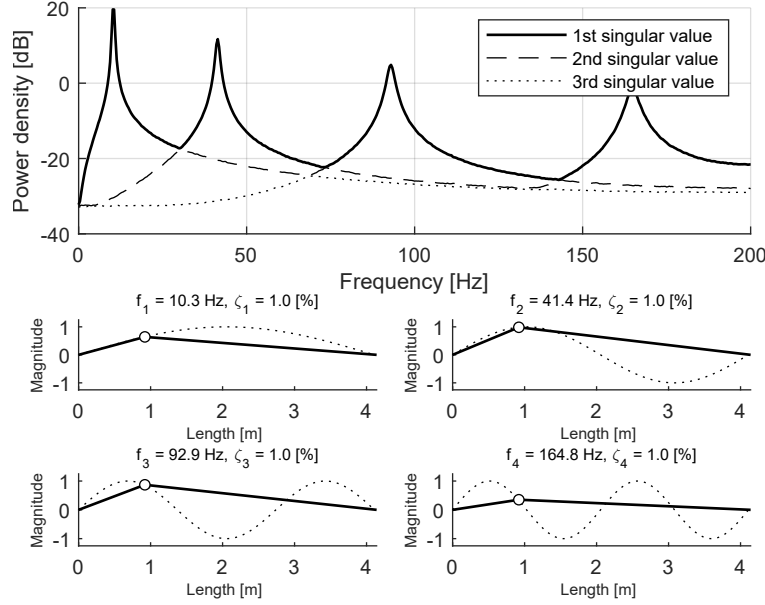 20
0
-20
-40
Power density [dB]
1st singular value
2nd singular value
3rd singular value
0 50 100 150 200
Frequency [Hz]
f1 = 10.3 Hz, ζ1 = 1.0 [%]
f2 = 41.4 Hz, ζ2 = 1.0 [%]
Magnitude
1
0
-1
0 1 2 3 4
Length [m]
Magnitude
1
0
-1
0 1 2 3 4
Length [m]
f3 = 92.9 Hz, ζ3 = 1.0 [%]
f4 = 164.8 Hz, ζ4 = 1.0 [%]
Magnitude
1
0
-1
0 1 2 3 4
Length [m]
Magnitude
1
0
-1
0 1 2 3 4
Length [m]